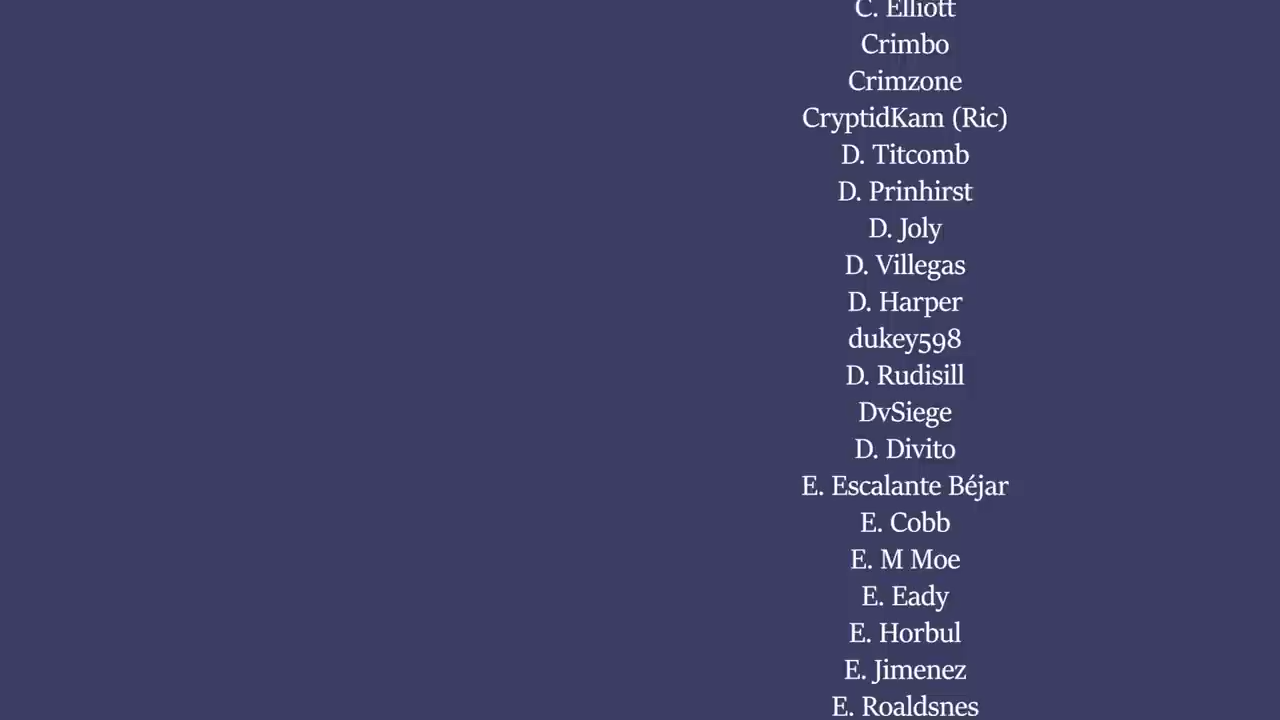 C. Elliott
Crimbo
Crimzone
CryptidKam (Ric)
D. Titcomb
D. Prinhirst
D. Joly
D. Villegas
D. Harper
dukey598
D. Rudisill
DvSiege
D. Divito
E. Escalante Béjar
E. Cobb
E. M Moe
E. Eady
E. Horbul
E. Jimenez
E. Roaldsnes